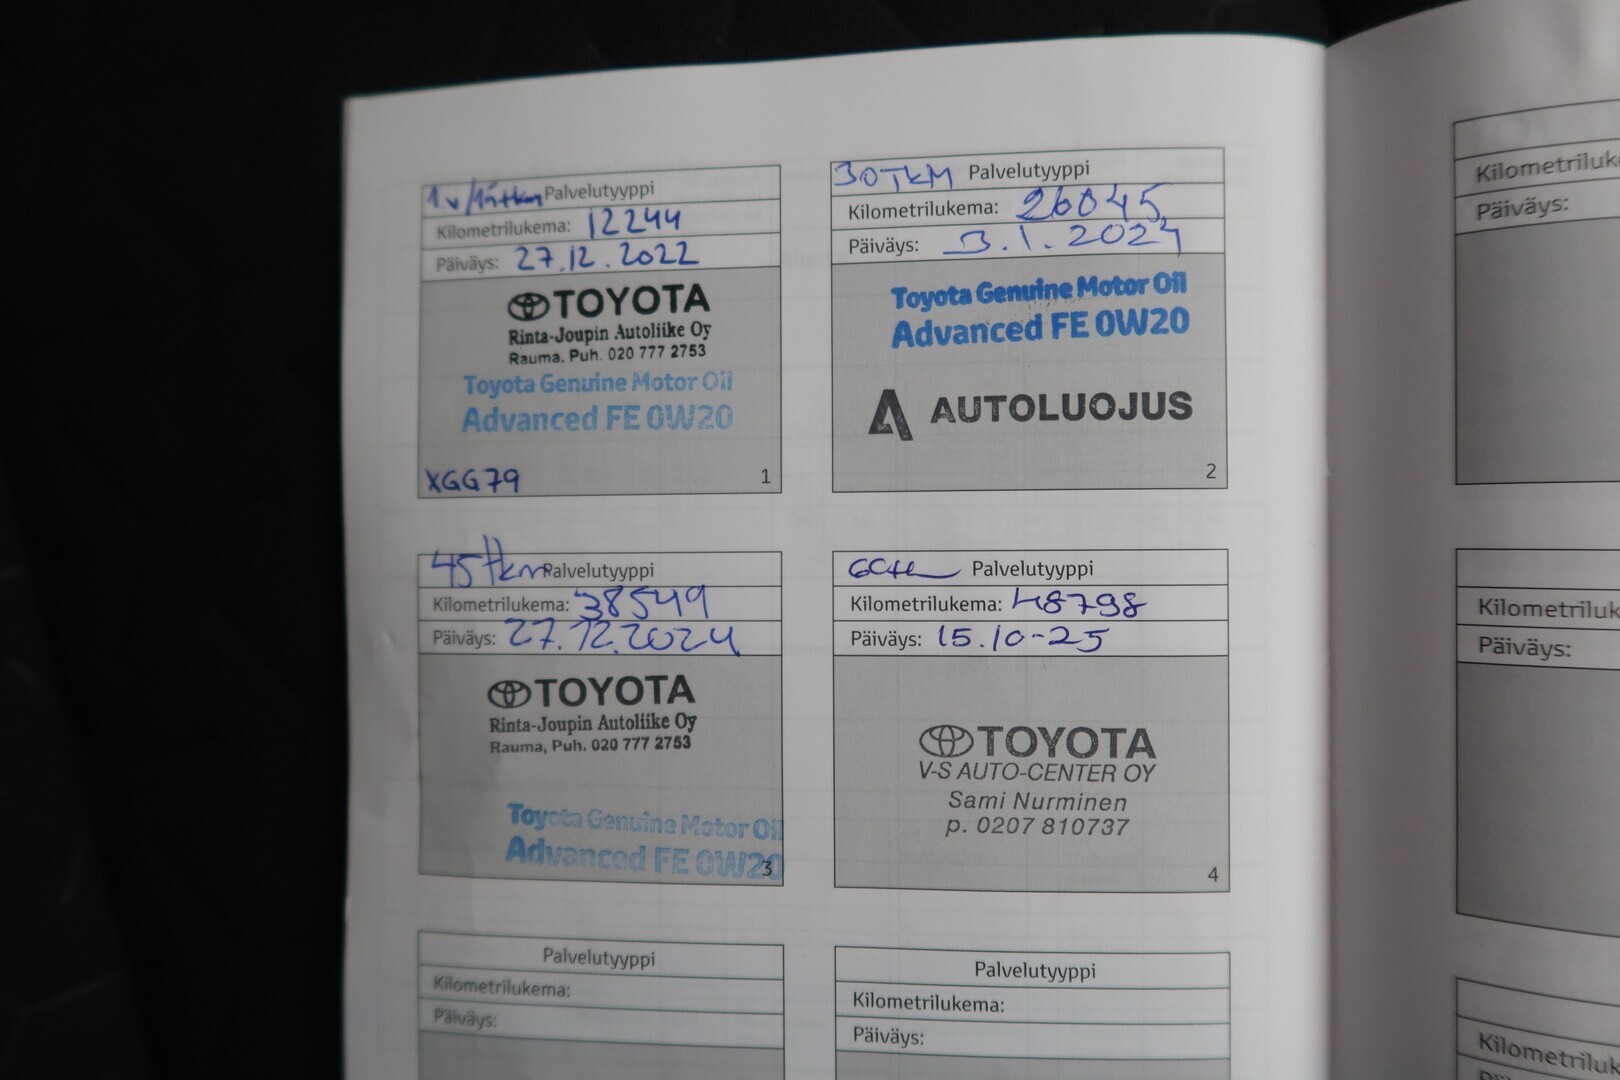 1.v/15tkm Palvelutyyppi
Kilometrilukema: 12244
Päiväys: 27.12.2022
TOYOTA
Rinta-Joupin Autoliike Oy
Rauma. Puh. 020 777 2753
Toyota Genuine Motor Oil
Advanced FE 0W20
XGG79
1
30TKM Palvelutyyppi
Kilometrilukema: 26045
Päiväys: 3.1.2024
Toyota Genuine Motor Oil
Advanced FE 0W20
AUTOLUOJUS
2
45tkm Palvelutyyppi
Kilometrilukema: 38549
Päiväys: 27.12.2024
TOYOTA
Rinta-Joupin Autoliike Oy
Rauma, Puh. 020 777 2753
Toyota Genuine Motor Oil
Advanced FE 0W20
3
Palvelutyyppi
Kilometrilukema: 48798
Päiväys: 15.10-25
TOYOTA
V-S AUTO-CENTER OY
Sami Nurminen
p. 0207 810737
4
Palvelutyyppi
Kilometrilukema:
Päiväys:
Palvelutyyppi
Kilometrilukema:
Päiväys:
Kilometriluk
Päiväys:
Kilometriluk
Päiväys:
Kilometriluk